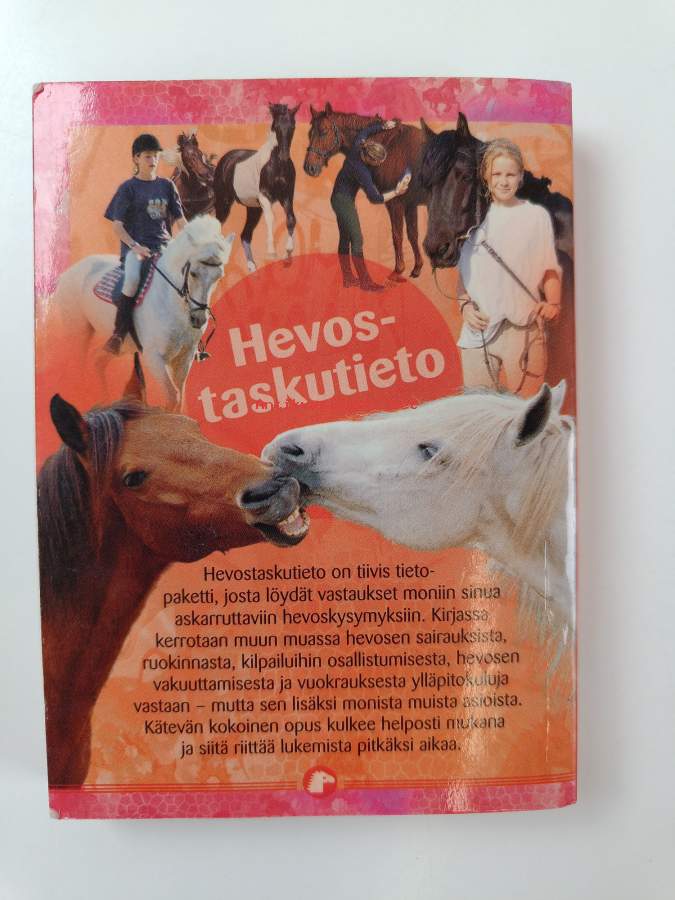 Hevos-
taskutieto
Hevostaskutieto on tiivis tieto-
paketti, josta löydät vastaukset moniin sinua
askarruttaviin hevoskysymyksiin. Kirjassa
kerrotaan muun muassa hevosen sairauksista,
ruokinnasta, kilpailuihin osallistumisesta, hevosen
vakuuttamisesta ja vuokrauksesta ylläpitokuluja
vastaan – mutta sen lisäksi monista muista asioista.
Kätevän kokoinen opus kulkee helposti mukana
ja siitä riittää lukemista pitkäksi aikaa.